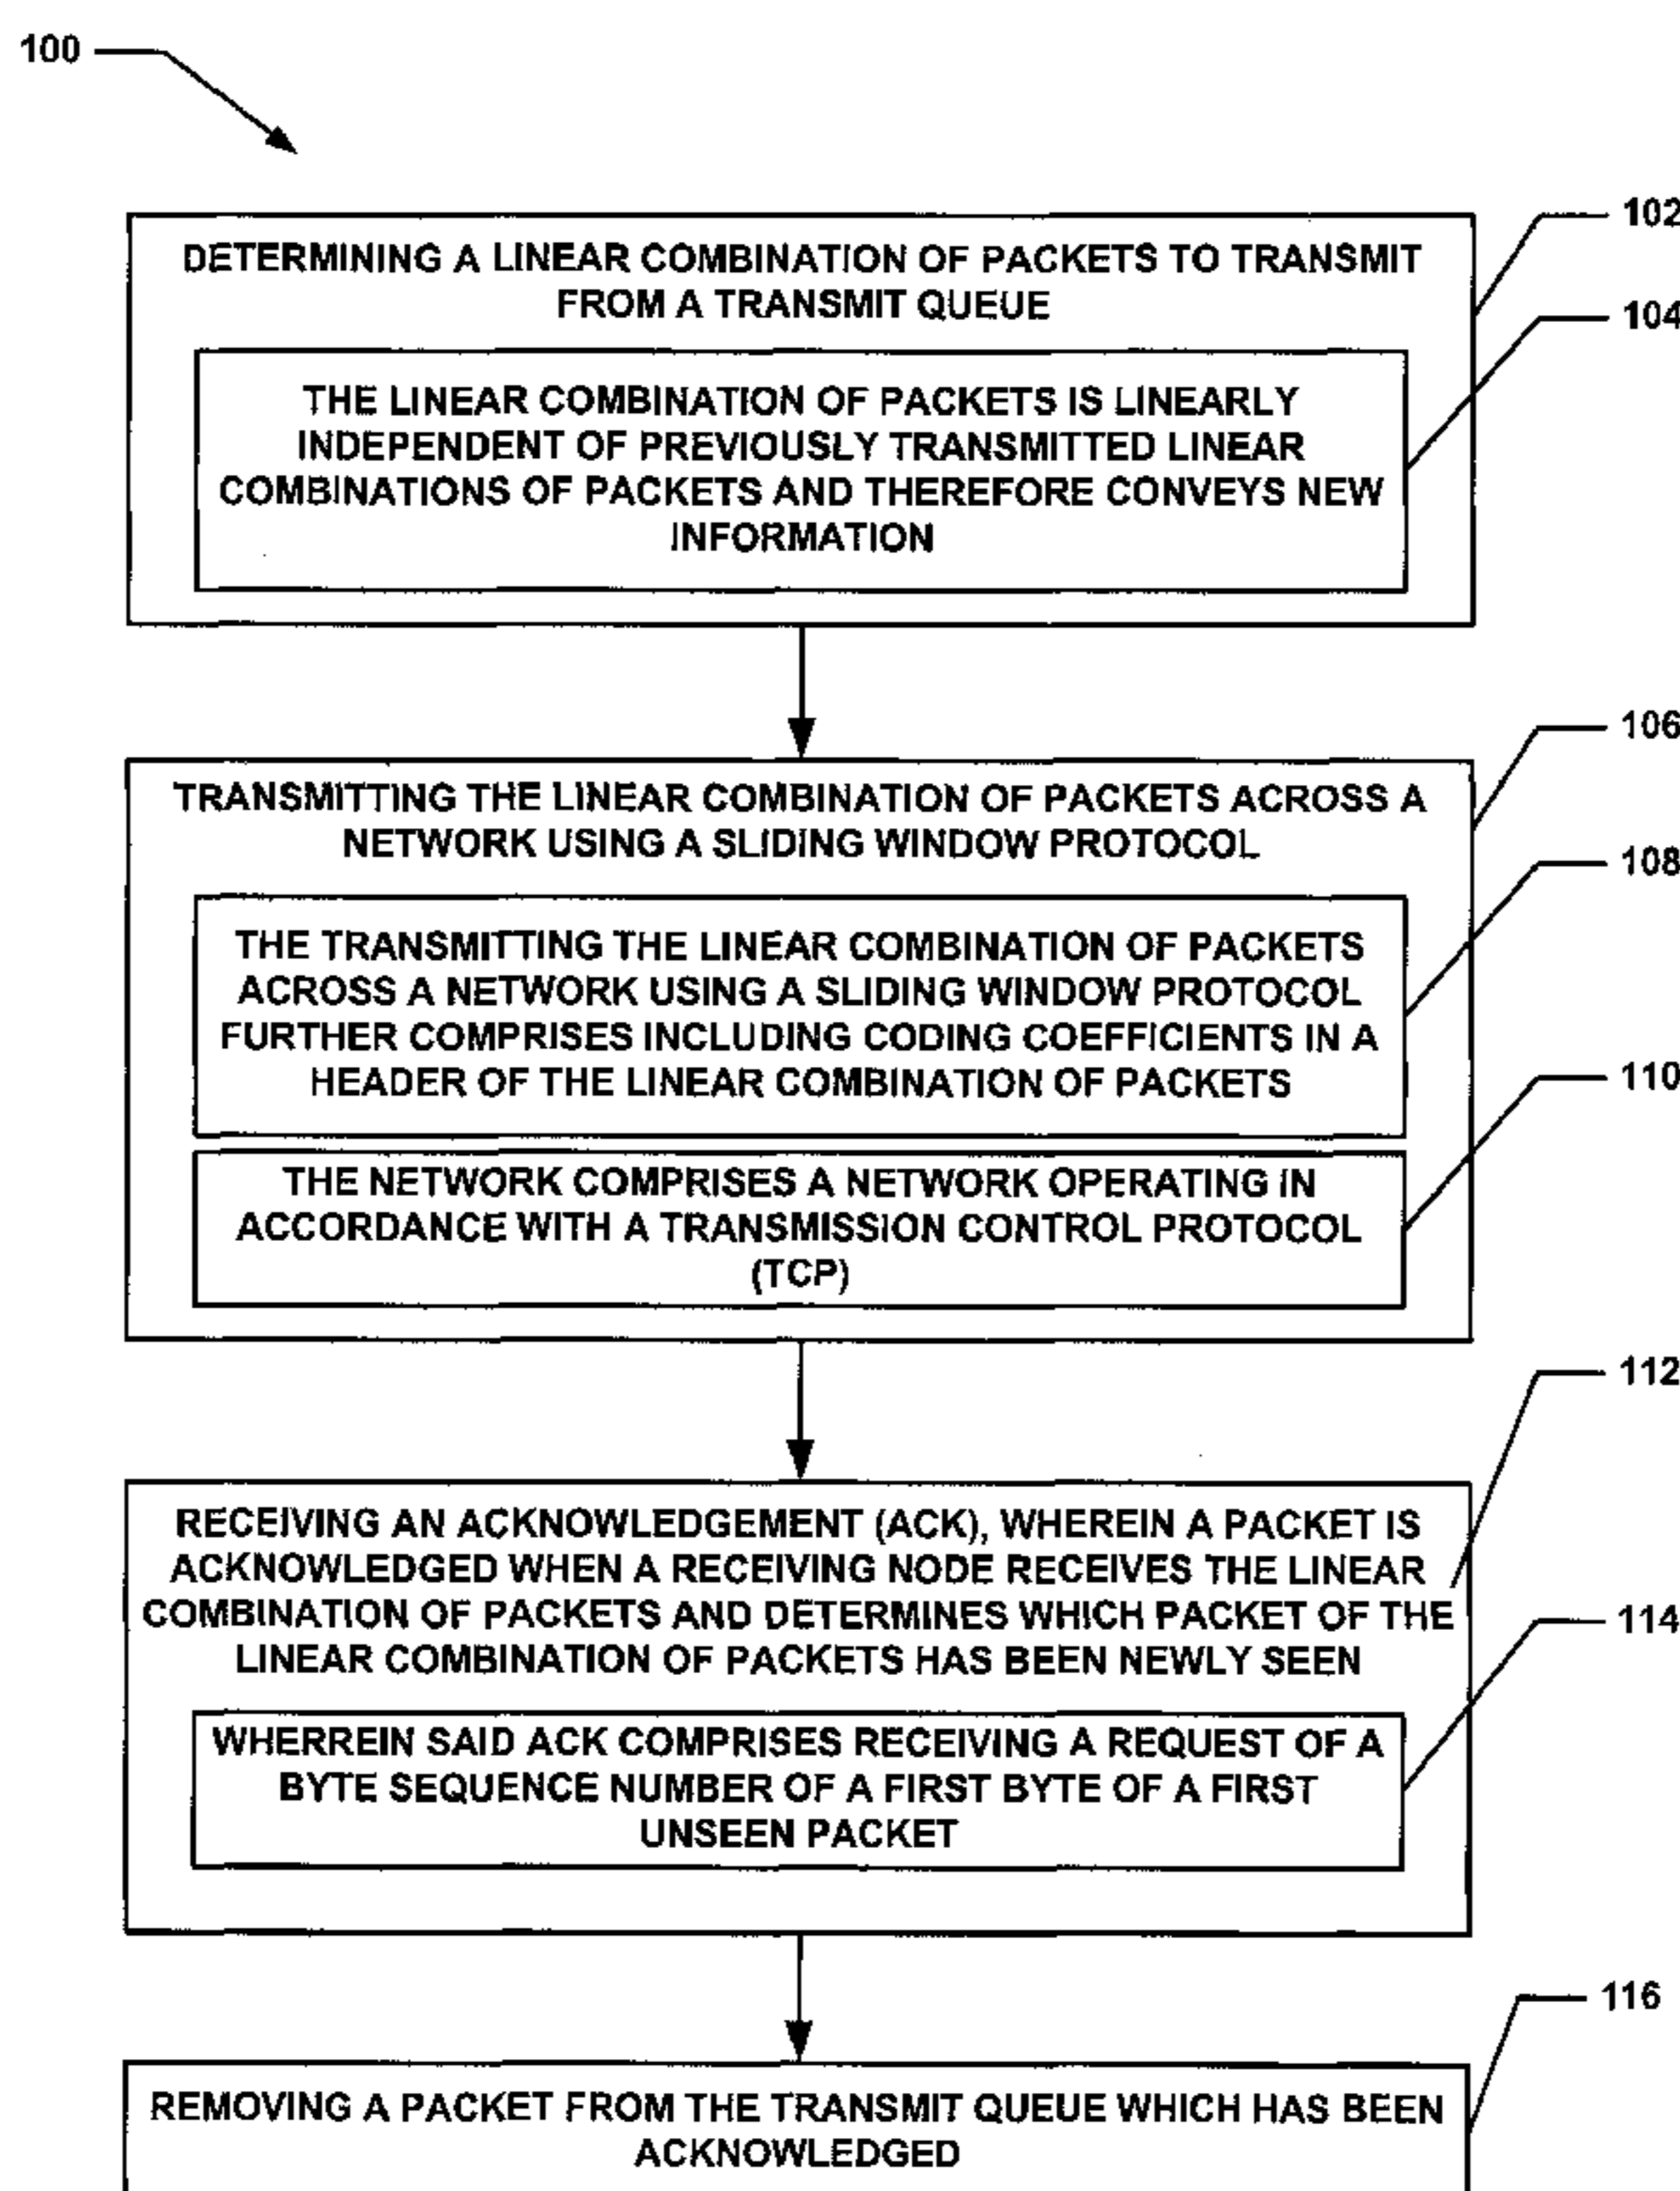 100
102
DETERMINING A LINEAR COMBINATION OF PACKETS TO TRANSMIT
FROM A TRANSMIT QUEUE
104
THE LINEAR COMBINATION OF PACKETS IS LINEARLY
INDEPENDENT OF PREVIOUSLY TRANSMITTED LINEAR
COMBINATIONS OF PACKETS AND THEREFORE CONVEYS NEW
INFORMATION
106
TRANSMITTING THE LINEAR COMBINATION OF PACKETS ACROSS A
NETWORK USING A SLIDING WINDOW PROTOCOL
108
THE TRANSMITTING THE LINEAR COMBINATION OF PACKETS
ACROSS A NETWORK USING A SLIDING WINDOW PROTOCOL
FURTHER COMPRISES INCLUDING CODING COEFFICIENTS IN A
HEADER OF THE LINEAR COMBINATION OF PACKETS
110
THE NETWORK COMPRISES A NETWORK OPERATING IN
ACCORDANCE WITH A TRANSMISSION CONTROL PROTOCOL
(TCP)
112
RECEIVING AN ACKNOWLEDGEMENT (ACK), WHEREIN A PACKET IS
ACKNOWLEDGED WHEN A RECEIVING NODE RECEIVES THE LINEAR
COMBINATION OF PACKETS AND DETERMINES WHICH PACKET OF THE
LINEAR COMBINATION OF PACKETS HAS BEEN NEWLY SEEN
114
WHERREIN SAID ACK COMPRISES RECEIVING A REQUEST OF A
BYTE SEQUENCE NUMBER OF A FIRST BYTE OF A FIRST
UNSEEN PACKET
116
REMOVING A PACKET FROM THE TRANSMIT QUEUE WHICH HAS BEEN
ACKNOWLEDGED